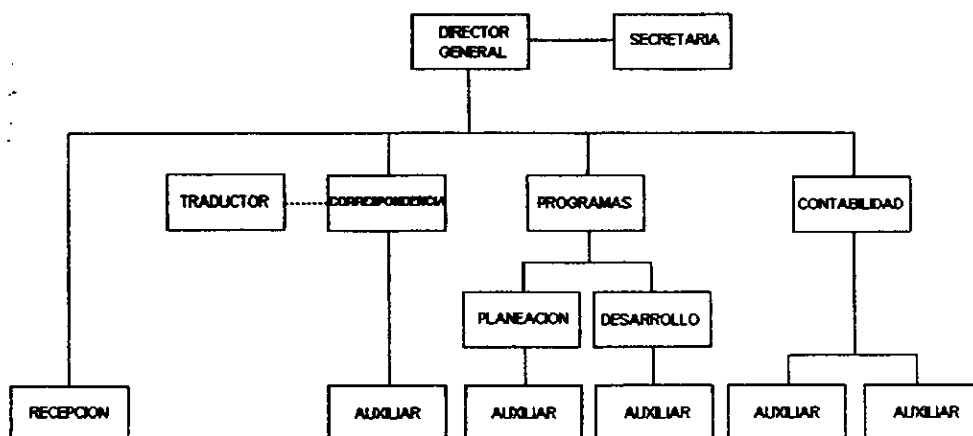 DIRECTOR
GENERAL
SECRETARIA
TRADUCTOR
CORRESPONDENCIA
PROGRAMAS
CONTABILIDAD
PLANEACION
DESARROLLO
RECEPCION
AUXILIAR
AUXILIAR
AUXILIAR
AUXILIAR
AUXILIAR